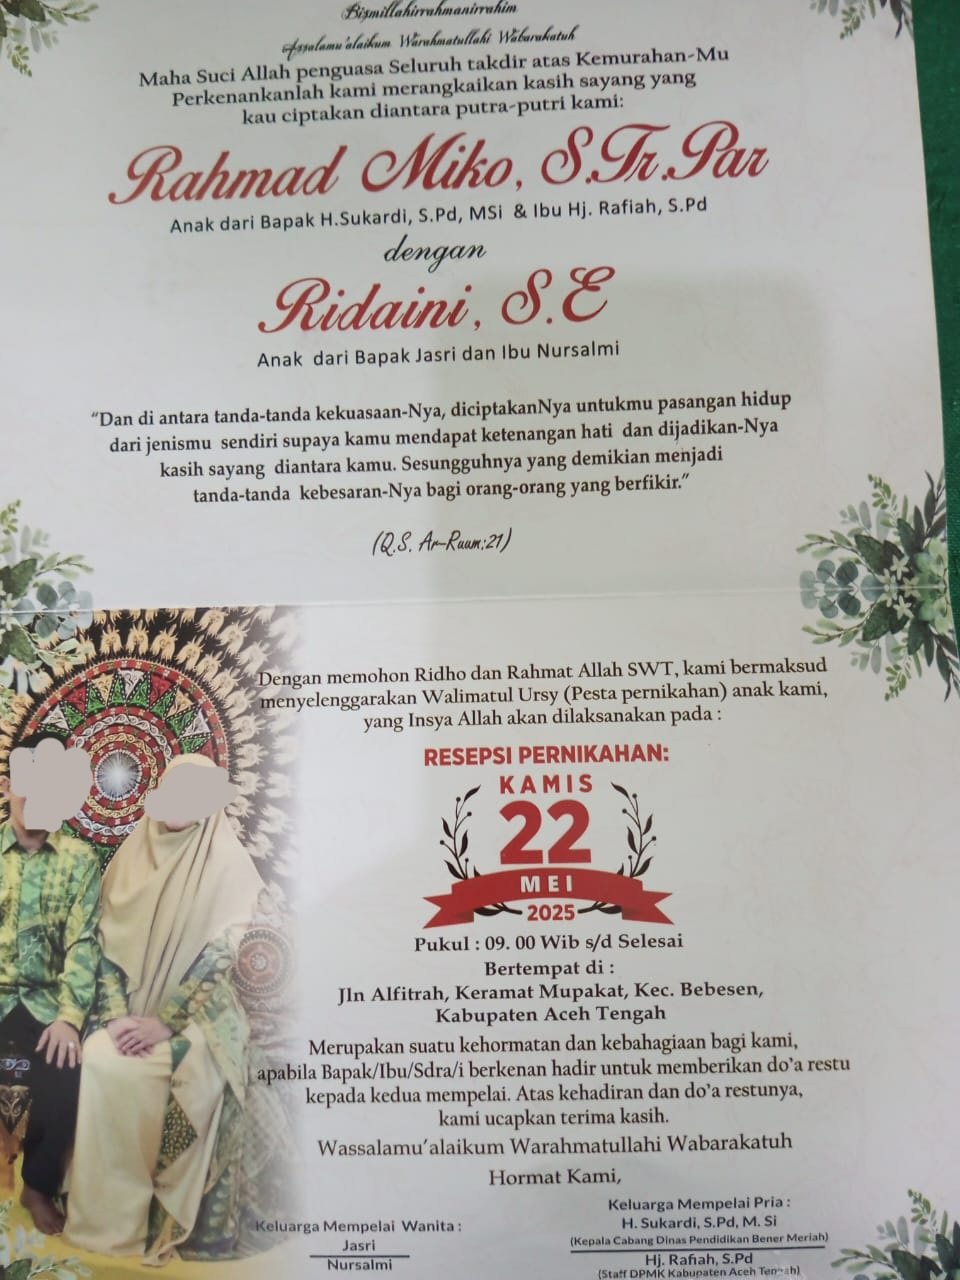 Bismillahirrahmanirrahim
Assalamu'alaikum Warahmatullahi Wabarakatuh
Maha Suci Allah penguasa Seluruh takdir atas Kemurahan-Mu
Perkenankanlah kami merangkaikan kasih sayang yang
kau ciptakan diantara putra-putri kami:
Rahmad Miko, S.Tr.Par
Anak dari Bapak H.Sukardi, S.Pd, MSi & Ibu Hj. Rafiah, S.Pd
dengan
Ridaini, S.E
Anak dari Bapak Jasri dan Ibu Nursalmi
“Dan di antara tanda-tanda kekuasaan-Nya, diciptakanNya untukmu pasangan hidup
dari jenismu sendiri supaya kamu mendapat ketenangan hati dan dijadikan-Nya
kasih sayang diantara kamu. Sesungguhnya yang demikian menjadi
tanda-tanda kebesaran-Nya bagi orang-orang yang berfikir.”
(Q.S. Ar-Ruum:21)
Dengan memohon Ridho dan Rahmat Allah SWT, kami bermaksud
menyelenggarakan Walimatul Ursy (Pesta pernikahan) anak kami,
yang Insya Allah akan dilaksanakan pada :
RESEPSI PERNIKAHAN:
KAMIS
22
MEI
2025
Pukul : 09. 00 Wib s/d Selesai
Bertempat di :
Jln Alfitrah, Keramat Mupakat, Kec. Bebesen,
Kabupaten Aceh Tengah
Merupakan suatu kehormatan dan kebahagiaan bagi kami,
apabila Bapak/Ibu/Sdra/i berkenan hadir untuk memberikan do’a restu
kepada kedua mempelai. Atas kehadiran dan do’a restunya,
kami ucapkan terima kasih.
Wassalamu’alaikum Warahmatullahi Wabarakatuh
Hormat Kami,
Keluarga Mempelai Wanita :
Jasri
Nursalmi
Keluarga Mempelai Pria :
H. Sukardi, S.Pd, M. Si
(Kepala Cabang Dinas Pendidikan Bener Meriah)
Hj. Rafiah, S.Pd
(Staff DPMK Kabupaten Aceh Tengah)